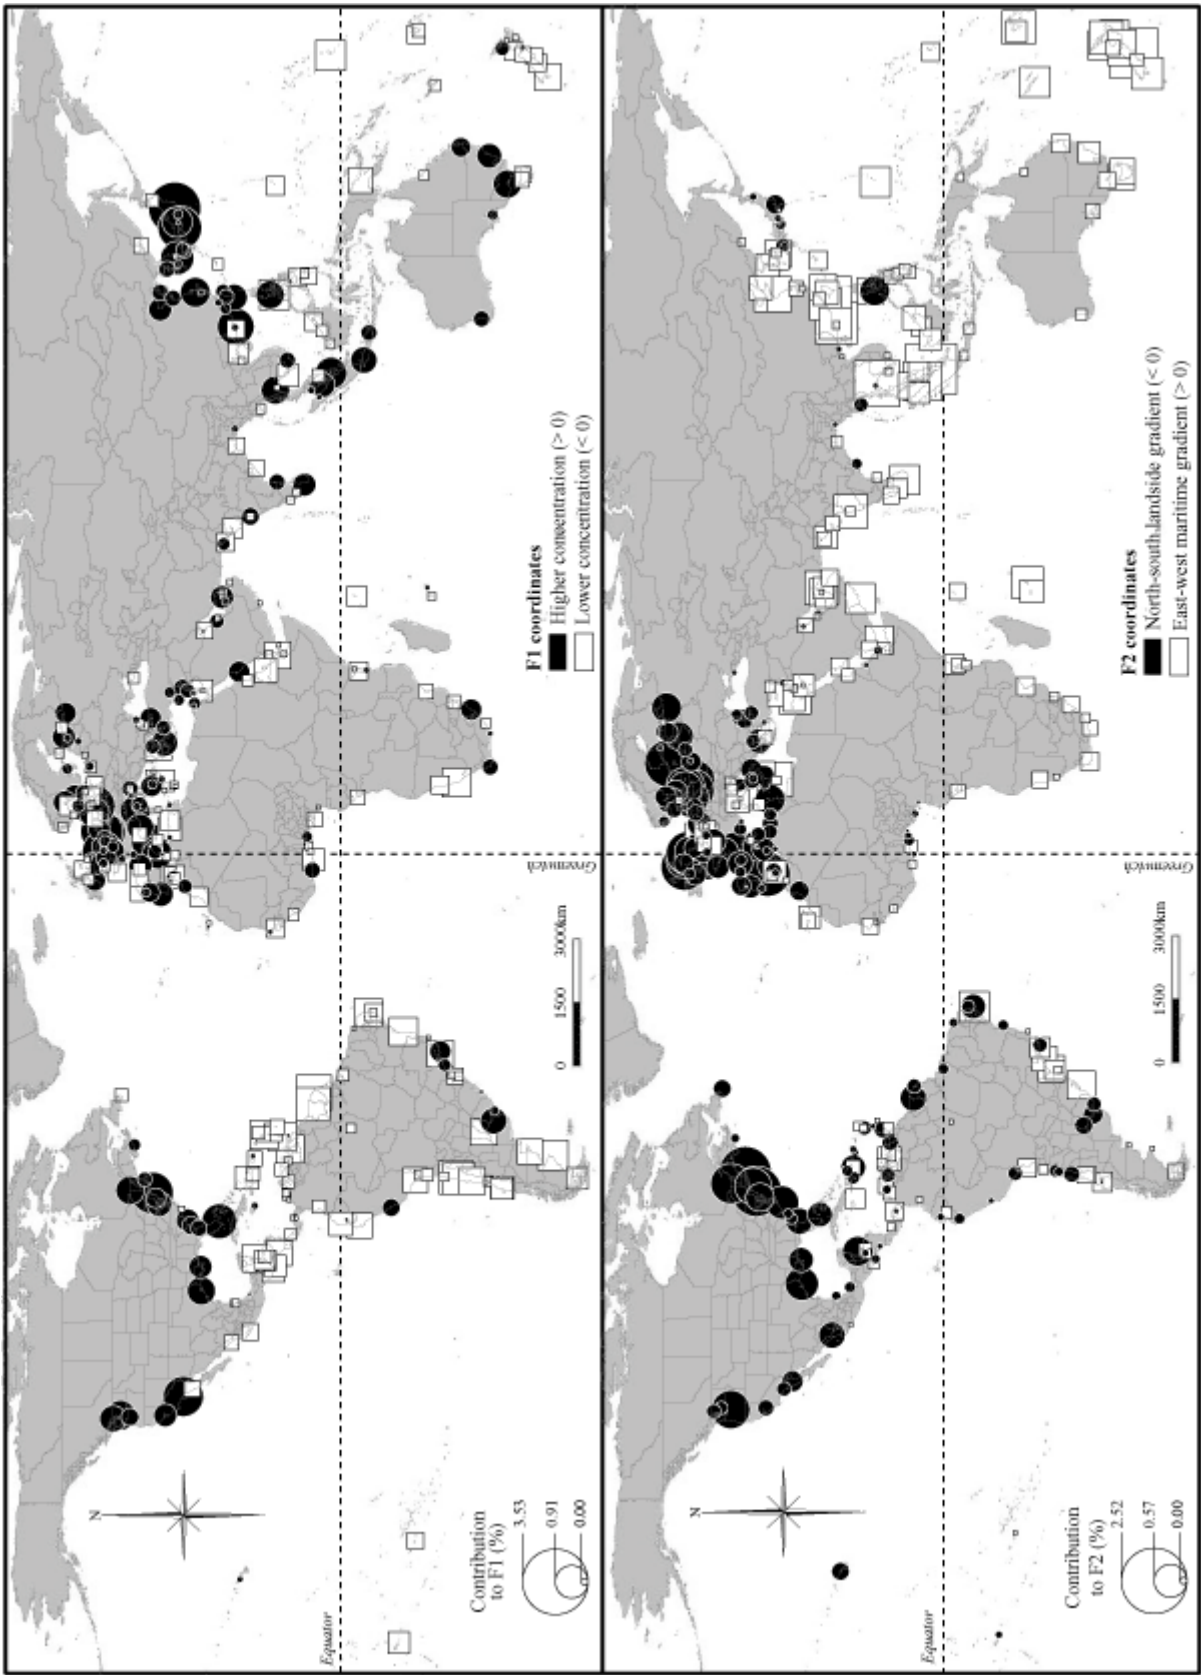 N
Equator
Greenwich
Contribution
to F1 (%)
3.53
0.91
0.00
0 1500 3000km
F1 coordinates
Higher concentration (> 0)
Lower concentration (< 0)
N
Equator
Greenwich
Contribution
to F2 (%)
2.52
0.57
0.00
0 1500 3000km
F2 coordinates
North-south landside gradient (< 0)
East-west maritime gradient (> 0)